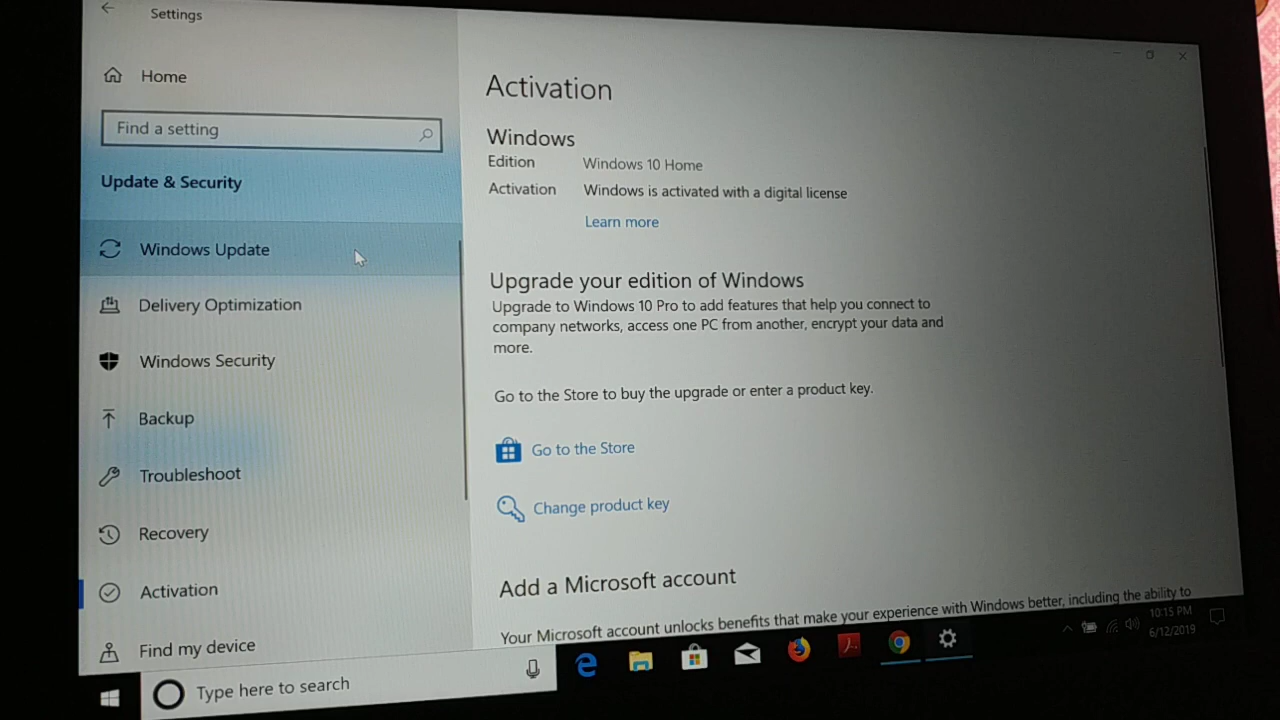 Settings
Home
Find a setting
Update & Security
Windows Update
Delivery Optimization
Windows Security
Backup
Troubleshoot
Recovery
Activation
Find my device
Activation
Windows
Edition Windows 10 Home
Activation Windows is activated with a digital license
Learn more
Upgrade your edition of Windows
Upgrade to Windows 10 Pro to add features that help you connect to
company networks, access one PC from another, encrypt your data and
more.
Go to the Store to buy the upgrade or enter a product key.
Go to the Store
Change product key
Add a Microsoft account
Your Microsoft account unlocks benefits that make your experience with Windows better, including the ability to
Type here to search
10:15 PM
6/12/2019